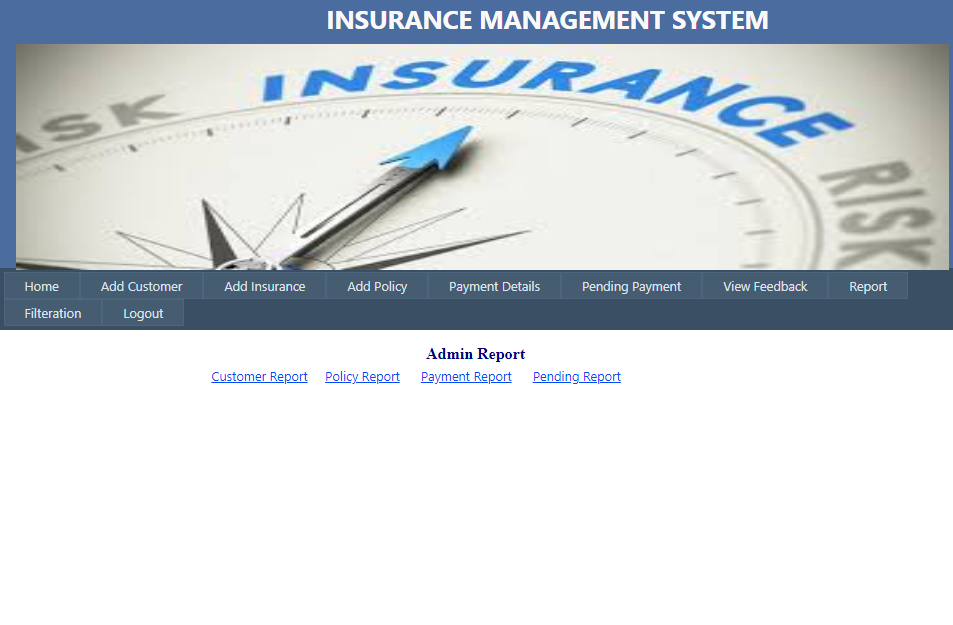 INSURANCE MANAGEMENT SYSTEM
INSURANCE
RISK
RISK
Home Add Customer Add Insurance Add Policy Payment Details Pending Payment View Feedback Report
Filteration Logout
Admin Report
Customer Report Policy Report Payment Report Pending Report